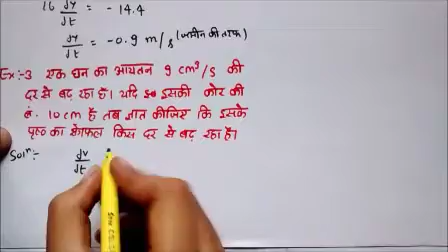 16 dy/dt = - 14.4
dy/dt = -0.9 m/s (जमीन की तरफ)
Ex:-3 एक घन का आयतन 9 cm³/s की
दर से बढ़ रहा है। यदि इसकी कोर की
ल. 10 cm है तब ज्ञात कीजिए कि इसके
पृष्ठ का क्षेत्रफल किस दर से बढ़ रहा है।
Solⁿ:- dv/dt